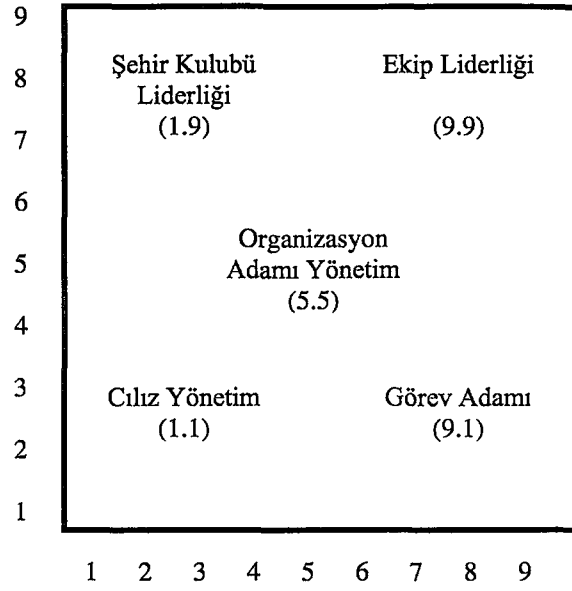 9
8
7
6
5
4
3
2
1
Şehir Kulubü
Liderliği
(1.9)
Ekip Liderliği
(9.9)
Organizasyon
Adamı Yönetim
(5.5)
Cılız Yönetim
(1.1)
Görev Adamı
(9.1)
1 2 3 4 5 6 7 8 9